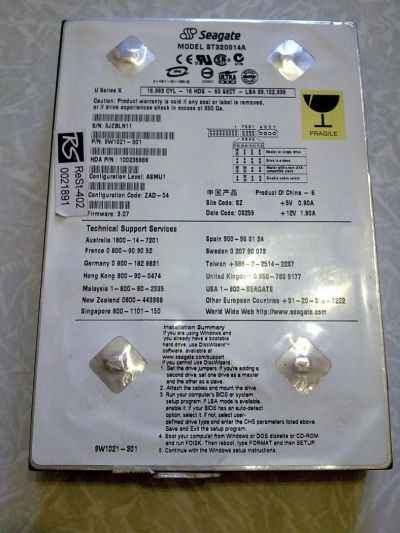 Seagate
MODEL ST320014A
U Series X
16,383 CYL - 16 HDS - 63 SECT - LBA 39,102,336
Caution: Product warranty is void if any seal or label is removed,
or if drive experiences shock in excess of 350 Gs.
S/N: 5JZBLN11
P/N: 9W1021-301
HDA P/N: 100236888
Configuration Level: ASMU1
Configuration Code: ZAD-04
Firmware: 3.07
RS
ReSt-402
0021891
FRAGILE
Master or single drive
Drive is a slave
Enable cable select
中国产品
Product Of China - 6
Site Code: SZ
+5V 0.90A
Date Code: 03255
+12V 1.90A
Technical Support Services
Australia 1800-14-7201
France 0 800-90 90 52
Germany 0 800-182 6831
Hong Kong 800-90-0474
Malaysia 1-800-80-2335
New Zealand 0800-443988
Singapore 800-1101-150
Spain 900-98 31 24
Sweden 0 207 90 073
Taiwan +886-2-2514-2237
United Kingdom 0 800-783 5177
USA 1-800-SEAGATE
Other European Countries +31-20-316-7222
World Wide Web http://www.seagate.com
Installation Summary
If you are using Windows and
you already have a bootable
hard drive, use DiscWizard™
software, available at
www.seagate.com/support
If you cannot use DiscWizard
1. Set the drive jumpers. If you're adding a
second drive, set one drive as a master
and the other as a slave.
2. Attach the cables and mount the drive.
3. Run your computer's BIOS or
setup program. If LBA mode is available,
enable it. If your BIOS has an auto-detect
option, select it. If not, select user-
defined drive type and enter the CHS parameters listed above.
Save and Exit the setup program.
4. Boot your computer from Windows or DOS diskette or CD-ROM
and run FDISK. Then reboot, type FORMAT and then SETUP.
5. Continue with the Windows setup instructions.
9W1021-301